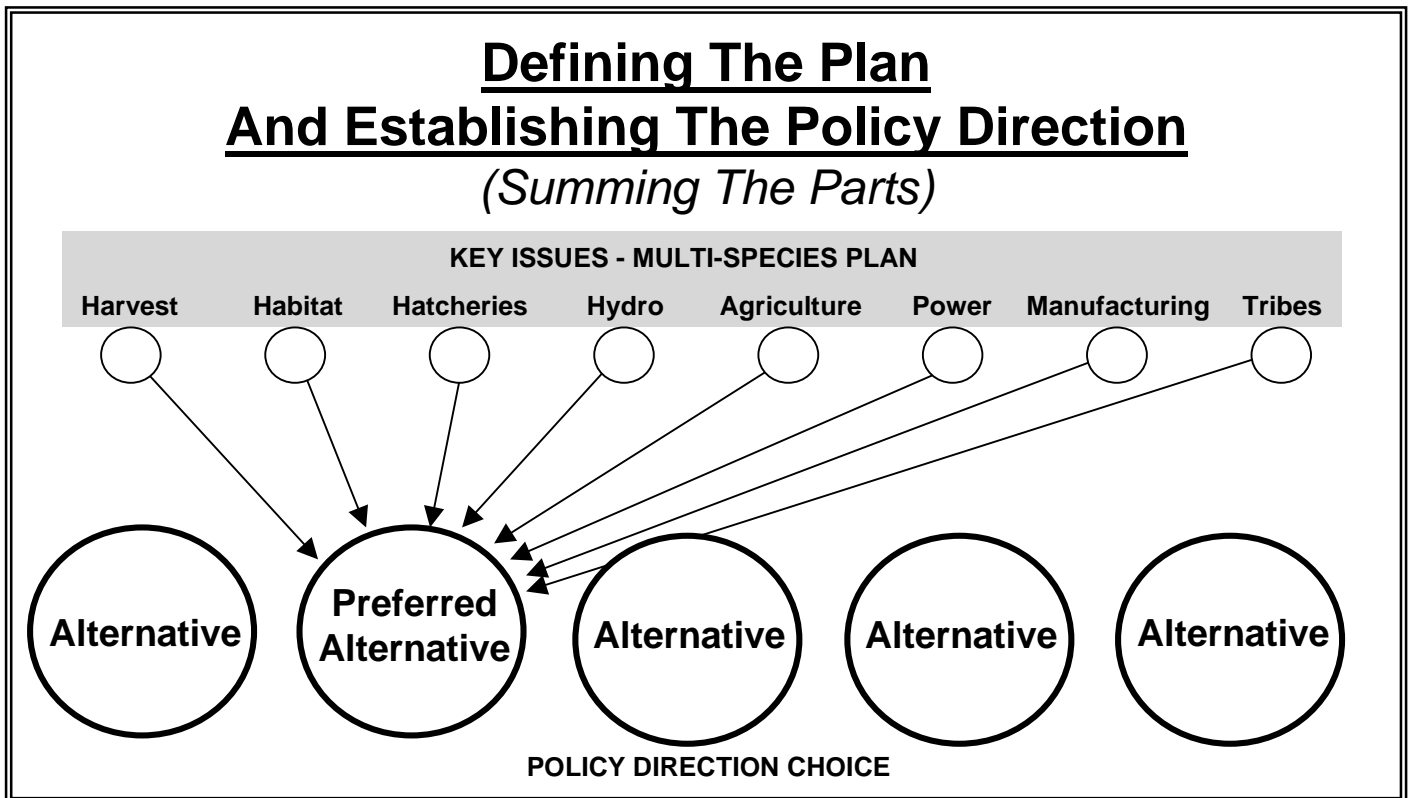 Defining The Plan
And Establishing The Policy Direction
(Summing The Parts)
KEY ISSUES - MULTI-SPECIES PLAN
Harvest Habitat Hatcheries Hydro Agriculture Power Manufacturing Tribes
Alternative
Preferred
Alternative
Alternative
Alternative
Alternative
POLICY DIRECTION CHOICE